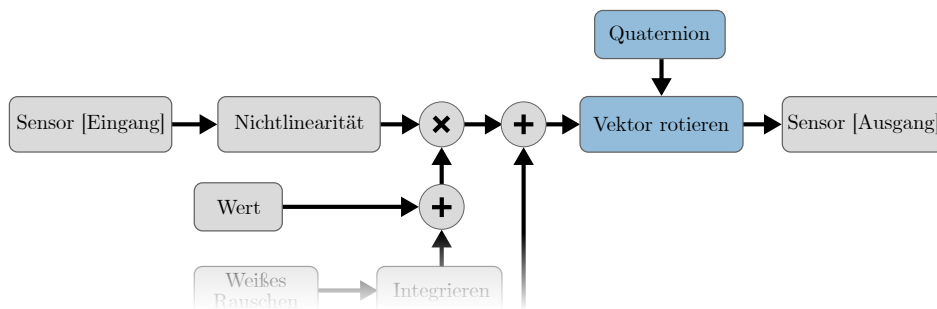 Quaternion
Sensor [Eingang]
Nichtlinearität
Vektor rotieren
Sensor [Ausgang]
Wert
Weißes
Rauschen
Integrieren